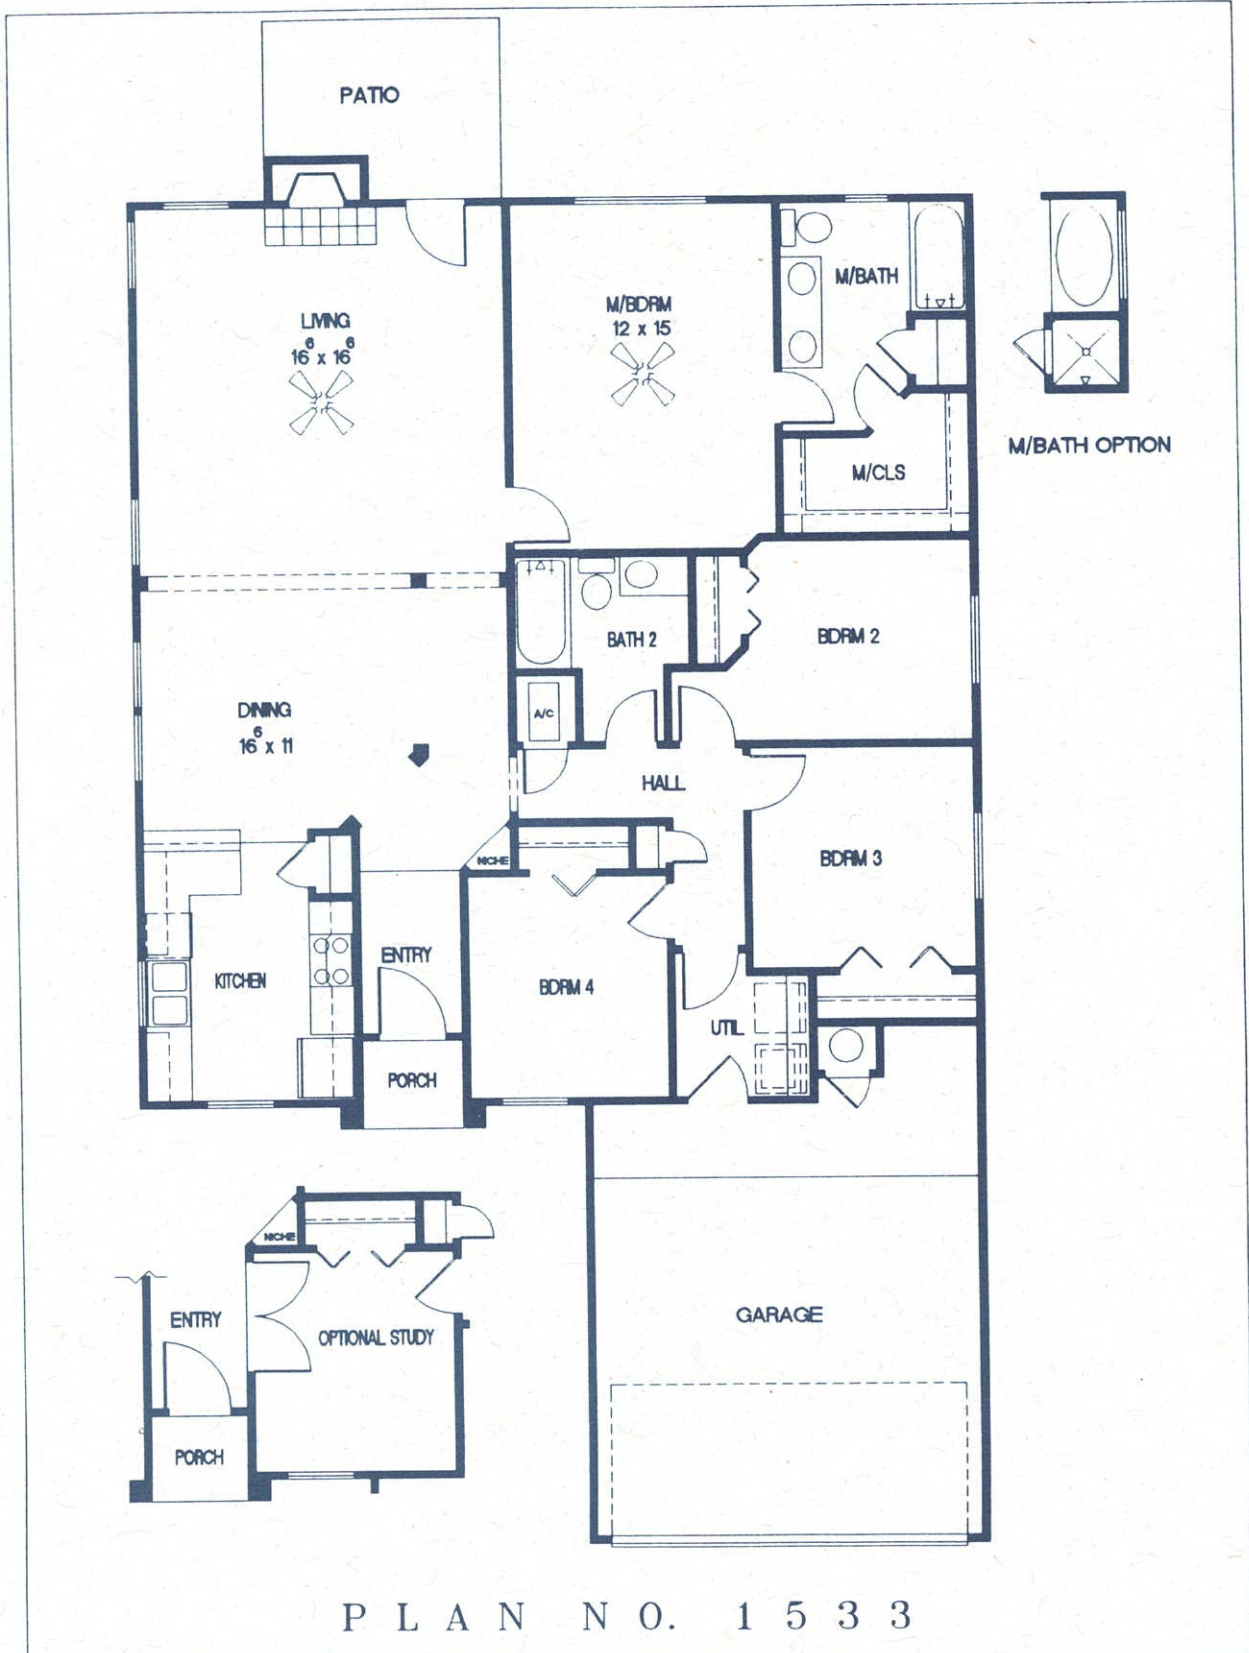 PATIO
LIVING
16⁶ x 16⁶
M/BDRM
12 x 15
M/BATH
M/CLS
M/BATH OPTION
BATH 2
BDRM 2
A/C
DINING
16⁶ x 11
HALL
NICHE
BDRM 3
ENTRY
KITCHEN
BDRM 4
UTIL
PORCH
NICHE
ENTRY
OPTIONAL STUDY
GARAGE
PORCH
PLAN NO. 1533